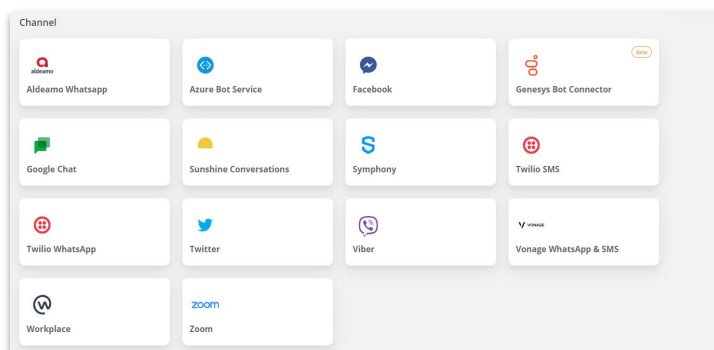 Channel
aldeamo
Aldeamo Whatsapp
Azure Bot Service
Facebook
Beta
Genesys Bot Connector
Google Chat
Sunshine Conversations
Symphony
Twilio SMS
Twilio WhatsApp
Twitter
Viber
VONAGE
Vonage WhatsApp & SMS
Workplace
zoom
Zoom